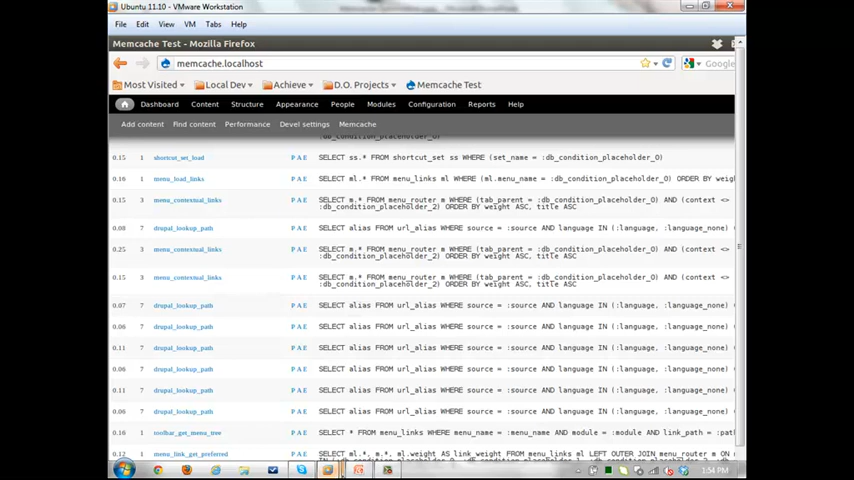 Ubuntu 11.10 - VMware Workstation
File Edit View VM Tabs Help
Memcache Test - Mozilla Firefox
memcache.localhost
Google
Most Visited Local Dev Achieve D.O. Projects Memcache Test
Dashboard Content Structure Appearance People Modules Configuration Reports Help
Add content Find content Performance Devel settings Memcache
:db_condition_placeholder_0)
0.15 1 shortcut_set_load P A E SELECT ss.* FROM shortcut_set ss WHERE (set_name = :db_condition_placeholder_0)
0.16 1 menu_load_links P A E SELECT ml.* FROM menu_links ml WHERE (ml.menu_name = :db_condition_placeholder_0) ORDER BY weight
0.15 3 menu_contextual_links P A E SELECT m.* FROM menu_router m WHERE (tab_parent = :db_condition_placeholder_0) AND (context <>
:db_condition_placeholder_2) ORDER BY weight ASC, title ASC
0.08 7 drupal_lookup_path P A E SELECT alias FROM url_alias WHERE source = :source AND language IN (:language, :language_none)
0.25 3 menu_contextual_links P A E SELECT m.* FROM menu_router m WHERE (tab_parent = :db_condition_placeholder_0) AND (context <>
:db_condition_placeholder_2) ORDER BY weight ASC, title ASC
0.15 3 menu_contextual_links P A E SELECT m.* FROM menu_router m WHERE (tab_parent = :db_condition_placeholder_0) AND (context <>
:db_condition_placeholder_2) ORDER BY weight ASC, title ASC
0.07 7 drupal_lookup_path P A E SELECT alias FROM url_alias WHERE source = :source AND language IN (:language, :language_none)
0.06 7 drupal_lookup_path P A E SELECT alias FROM url_alias WHERE source = :source AND language IN (:language, :language_none)
0.11 7 drupal_lookup_path P A E SELECT alias FROM url_alias WHERE source = :source AND language IN (:language, :language_none)
0.06 7 drupal_lookup_path P A E SELECT alias FROM url_alias WHERE source = :source AND language IN (:language, :language_none)
0.11 7 drupal_lookup_path P A E SELECT alias FROM url_alias WHERE source = :source AND language IN (:language, :language_none)
0.06 7 drupal_lookup_path P A E SELECT alias FROM url_alias WHERE source = :source AND language IN (:language, :language_none)
0.16 1 toolbar_get_menu_tree P A E SELECT * FROM menu_links WHERE menu_name = :menu_name AND module = :module AND link_path = :path
0.12 1 menu_link_get_preferred P A E SELECT ml.*, m.*, ml.weight AS link_weight FROM menu_links ml LEFT OUTER JOIN menu_router m ON
1:54 PM